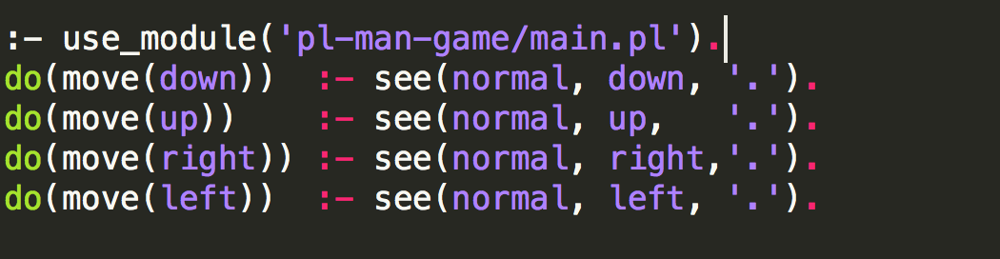 :- use_module('pl-man-game/main.pl').
do(move(down))  :- see(normal, down, '.').
do(move(up))    :- see(normal, up,   '.').
do(move(right)) :- see(normal, right,'.').
do(move(left))  :- see(normal, left, '.').